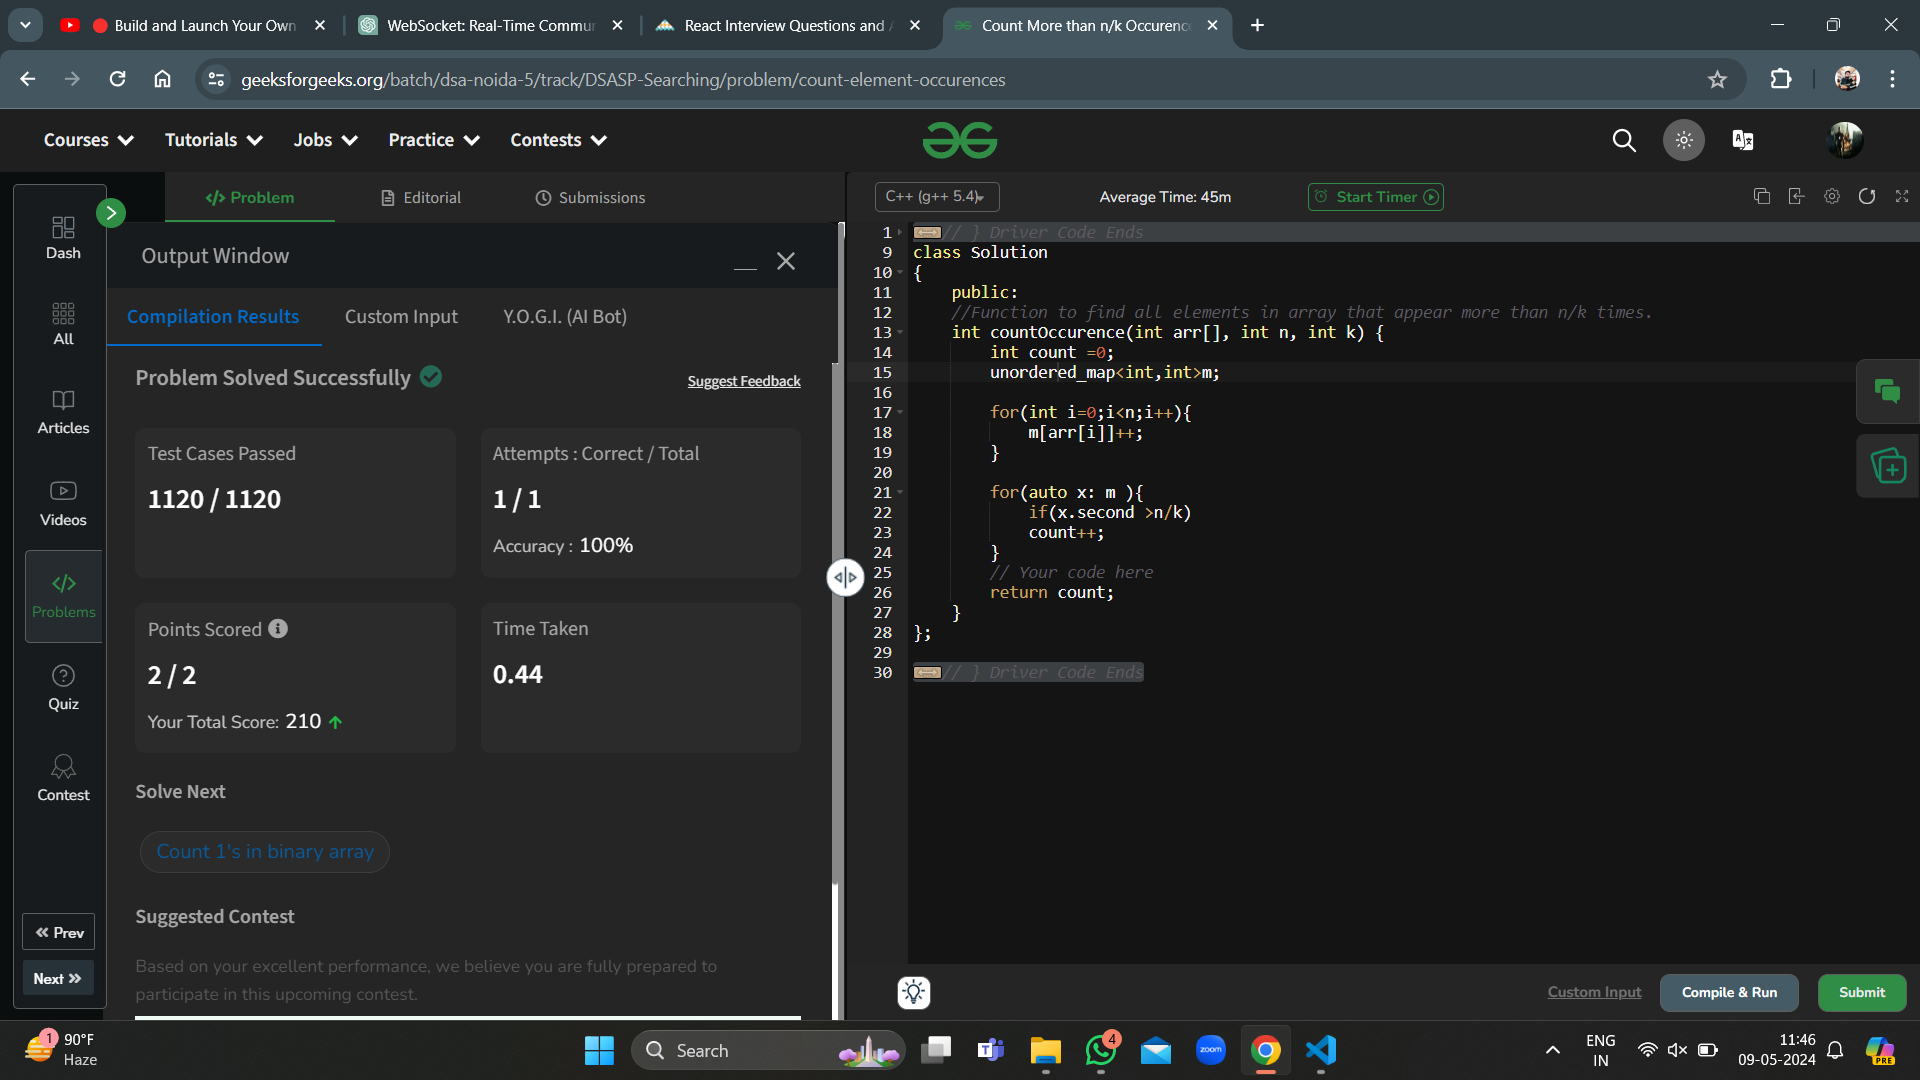 Build and Launch Your Own
WebSocket: Real-Time Commun
React Interview Questions and A
Count More than n/k Occurence
geeksforgeeks.org/batch/dsa-noida-5/track/DSASP-Searching/problem/count-element-occurences
Courses
Tutorials
Jobs
Practice
Contests
Dash
All
Articles
Videos
</>
Problems
Quiz
Contest
Prev
Next
</> Problem
Editorial
Submissions
Output Window
Compilation Results
Custom Input
Y.O.G.I. (AI Bot)
Problem Solved Successfully
Suggest Feedback
Test Cases Passed
1120 / 1120
Attempts : Correct / Total
1 / 1
Accuracy : 100%
Points Scored
2 / 2
Your Total Score: 210
Time Taken
0.44
Solve Next
Count 1's in binary array
Suggested Contest
Based on your excellent performance, we believe you are fully prepared to
participate in this upcoming contest.
C++ (g++ 5.4)
Average Time: 45m
Start Timer
1 // } Driver Code Ends
9 class Solution
10 {
11 public:
12 //Function to find all elements in array that appear more than n/k times.
13 int countOccurence(int arr[], int n, int k) {
14 int count =0;
15 unordered_map<int,int>m;
16
17 for(int i=0;i<n;i++){
18 m[arr[i]]++;
19 }
20
21 for(auto x: m ){
22 if(x.second >n/k)
23 count++;
24 }
25 // Your code here
26 return count;
27 }
28 };
29
30 // } Driver Code Ends
Custom Input
Compile & Run
Submit
1
90°F
Haze
Search
4
zoom
ENG
IN
11:46
09-05-2024
PRE